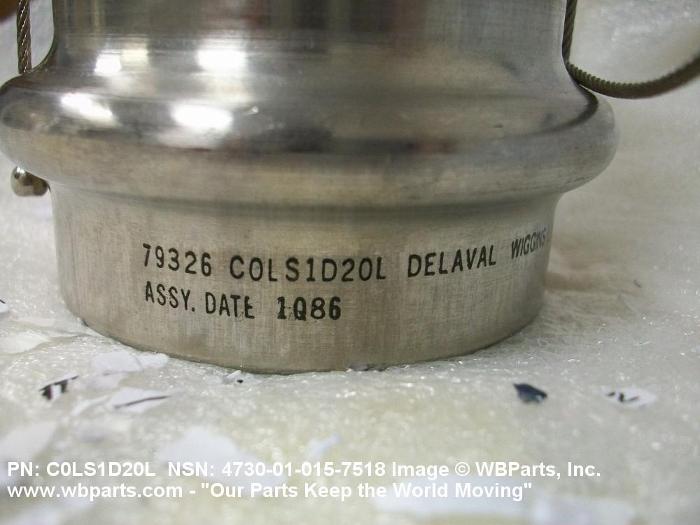 79326 COLS1D20L DELAVAL WIGGINS
ASSY. DATE 1Q86
PN: C0LS1D20L NSN: 4730-01-015-7518 Image © WBParts, Inc.
www.wbparts.com - "Our Parts Keep the World Moving"